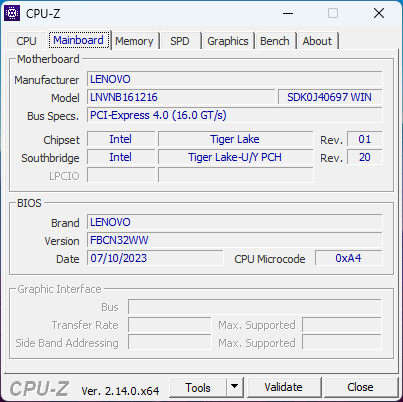 CPU-Z
CPU Mainboard Memory SPD Graphics Bench About
Motherboard
Manufacturer LENOVO
Model LNVNB161216 SDK0J40697 WIN
Bus Specs. PCI-Express 4.0 (16.0 GT/s)
Chipset Intel Tiger Lake Rev. 01
Southbridge Intel Tiger Lake-U/Y PCH Rev. 20
LPCIO
BIOS
Brand LENOVO
Version FBCN32WW
Date 07/10/2023 CPU Microcode 0xA4
Graphic Interface
Bus
Transfer Rate Max. Supported
Side Band Addressing Max. Supported
CPU-Z Ver. 2.14.0.x64 Tools Validate Close